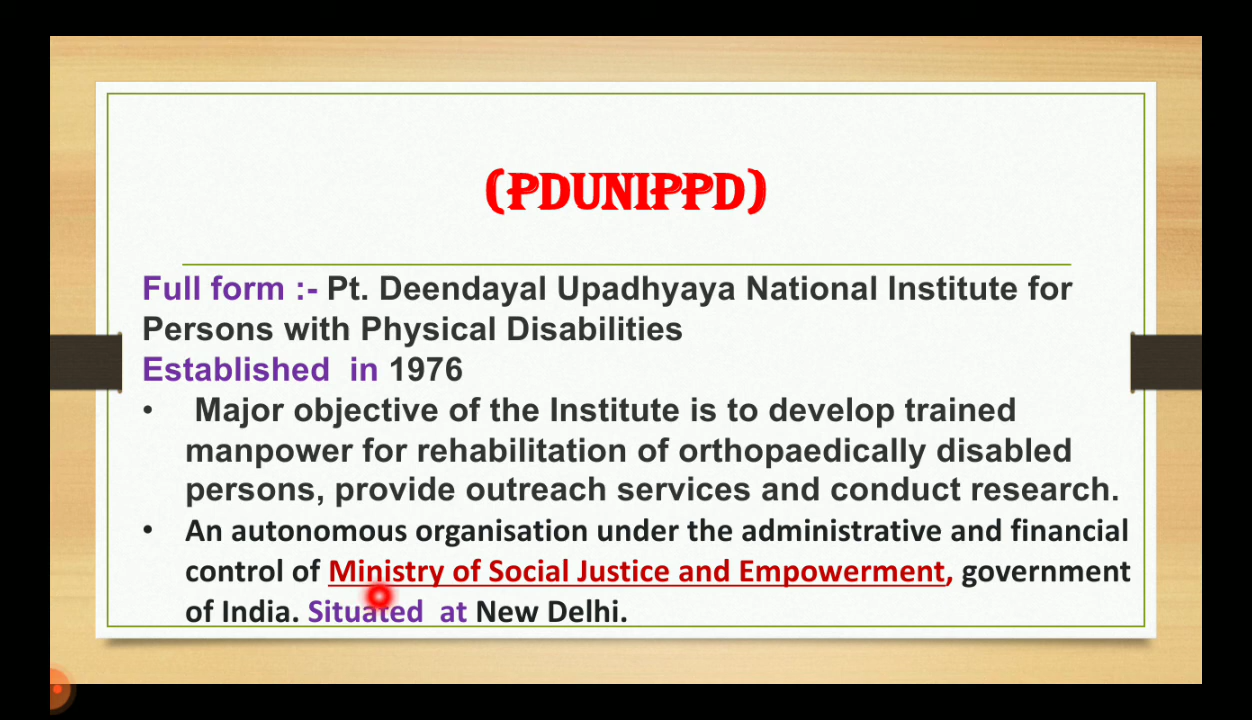 (PDUNIPPD)
Full form :- Pt. Deendayal Upadhyaya National Institute for
Persons with Physical Disabilities
Established  in 1976
• Major objective of the Institute is to develop trained
manpower for rehabilitation of orthopaedically disabled
persons, provide outreach services and conduct research.
• An autonomous organisation under the administrative and financial
control of Ministry of Social Justice and Empowerment, government
of India. Situated  at New Delhi.